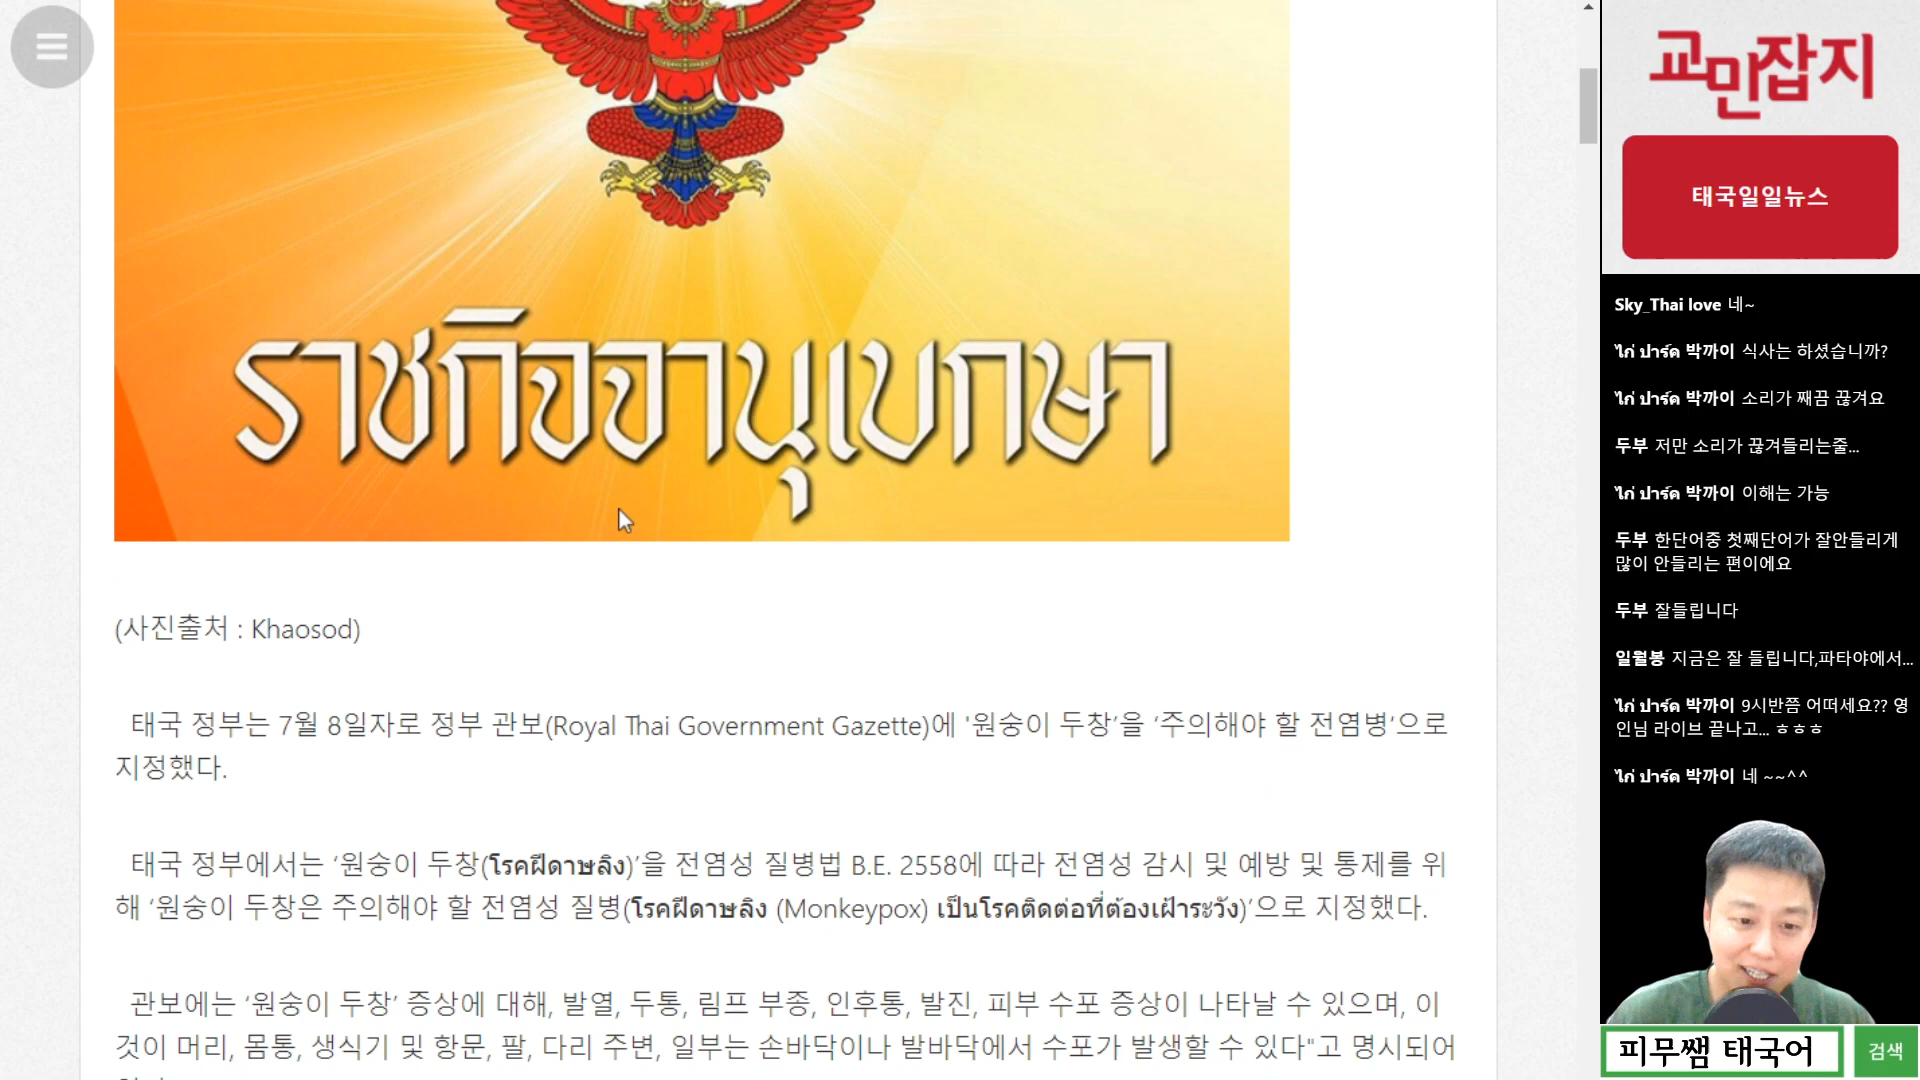 ราชกิจจานุเบกษา
(사진출처 : Khaosod)
태국 정부는 7월 8일자로 정부 관보(Royal Thai Government Gazette)에 '원숭이 두창’을 ‘주의해야 할 전염병‘으로
지정했다.
태국 정부에서는 ‘원숭이 두창(โรคฝีดาษลิง)’을 전염성 질병법 B.E. 2558에 따라 전염성 감시 및 예방 및 통제를 위
해 ‘원숭이 두창은 주의해야 할 전염성 질병(โรคฝีดาษลิง (Monkeypox) เป็นโรคติดต่อที่ต้องเฝ้าระวัง)’으로 지정했다.
관보에는 ‘원숭이 두창’ 증상에 대해, 발열, 두통, 림프 부종, 인후통, 발진, 피부 수포 증상이 나타날 수 있으며, 이
것이 머리, 몸통, 생식기 및 항문, 팔, 다리 주변, 일부는 손바닥이나 발바닥에서 수포가 발생할 수 있다"고 명시되어
교민잡지
태국일일뉴스
Sky_Thai love 네~
ไก่ ปาร์ค 박까이 식사는 하셨습니까?
ไก่ ปาร์ค 박까이 소리가 째끔 끊겨요
두부 저만 소리가 끊겨들리는줄...
ไก่ ปาร์ค 박까이 이해는 가능
두부 한단어중 첫째단어가 잘안들리게
많이 안들리는 편이에요
두부 잘들립니다
일월봉 지금은 잘 들립니다,파타야에서...
ไก่ ปาร์ค 박까이 9시반쯤 어떠세요?? 영
인님 라이브 끝나고... ㅎㅎㅎ
ไก่ ปาร์ค 박까이 네 ~~^^
피무쌤 태국어
검색